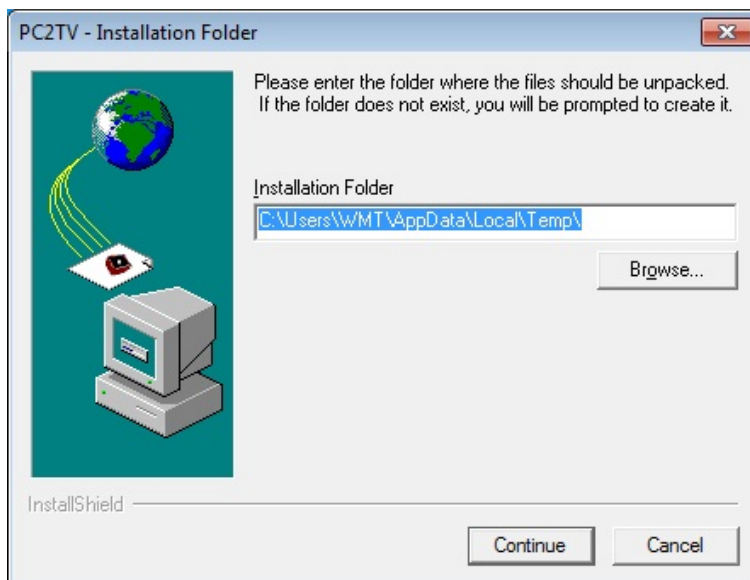 PC2TV - Installation Folder
Please enter the folder where the files should be unpacked.
If the folder does not exist, you will be prompted to create it.
Installation Folder
C:\Users\WMT\AppData\Local\Temp\
Browse...
InstallShield
Continue
Cancel